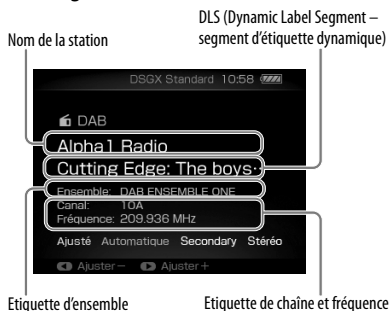 DLS (Dynamic Label Segment –
segment d'étiquette dynamique)
Nom de la station
DSGX Standard 10:58
DAB
Alpha1 Radio
Cutting Edge: The boys··
Ensemble: DAB ENSEMBLE ONE
Canal: 10A
Fréquence: 209.936 MHz
Ajusté Automatique Secondary Stéréo
Ajuster− Ajuster+
Etiquette d'ensemble
Etiquette de chaîne et fréquence